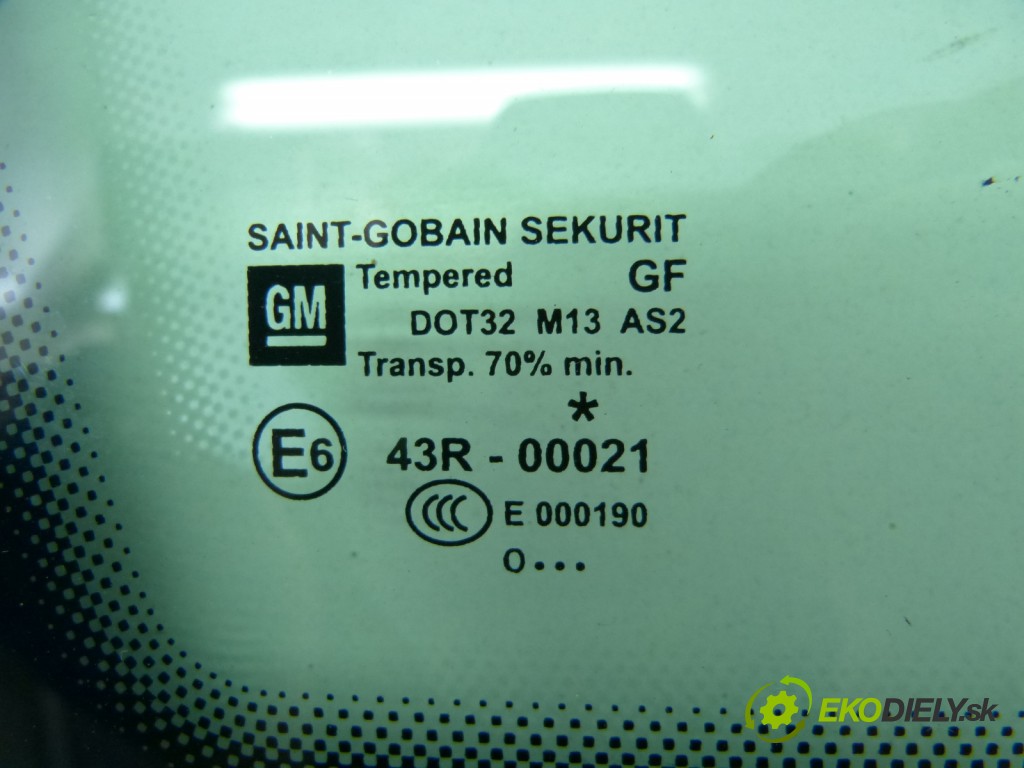 SAINT-GOBAIN SEKURIT
GM
Tempered GF
DOT32 M13 AS2
Transp. 70% min.
*
E6 43R - 00021
CCC E 000190
0...
EKODIELY.sk